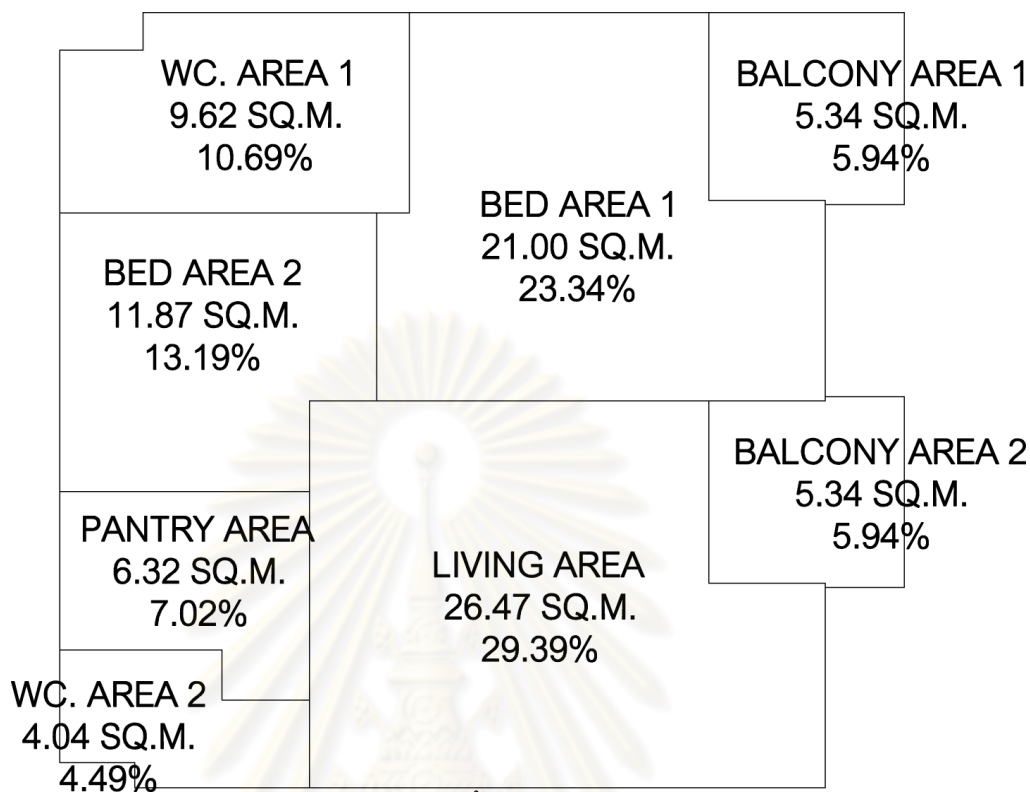 WC. AREA 1
9.62 SQ.M.
10.69%
BALCONY AREA 1
5.34 SQ.M.
5.94%
BED AREA 1
21.00 SQ.M.
23.34%
BED AREA 2
11.87 SQ.M.
13.19%
BALCONY AREA 2
5.34 SQ.M.
5.94%
PANTRY AREA
6.32 SQ.M.
7.02%
LIVING AREA
26.47 SQ.M.
29.39%
WC. AREA 2
4.04 SQ.M.
4.49%